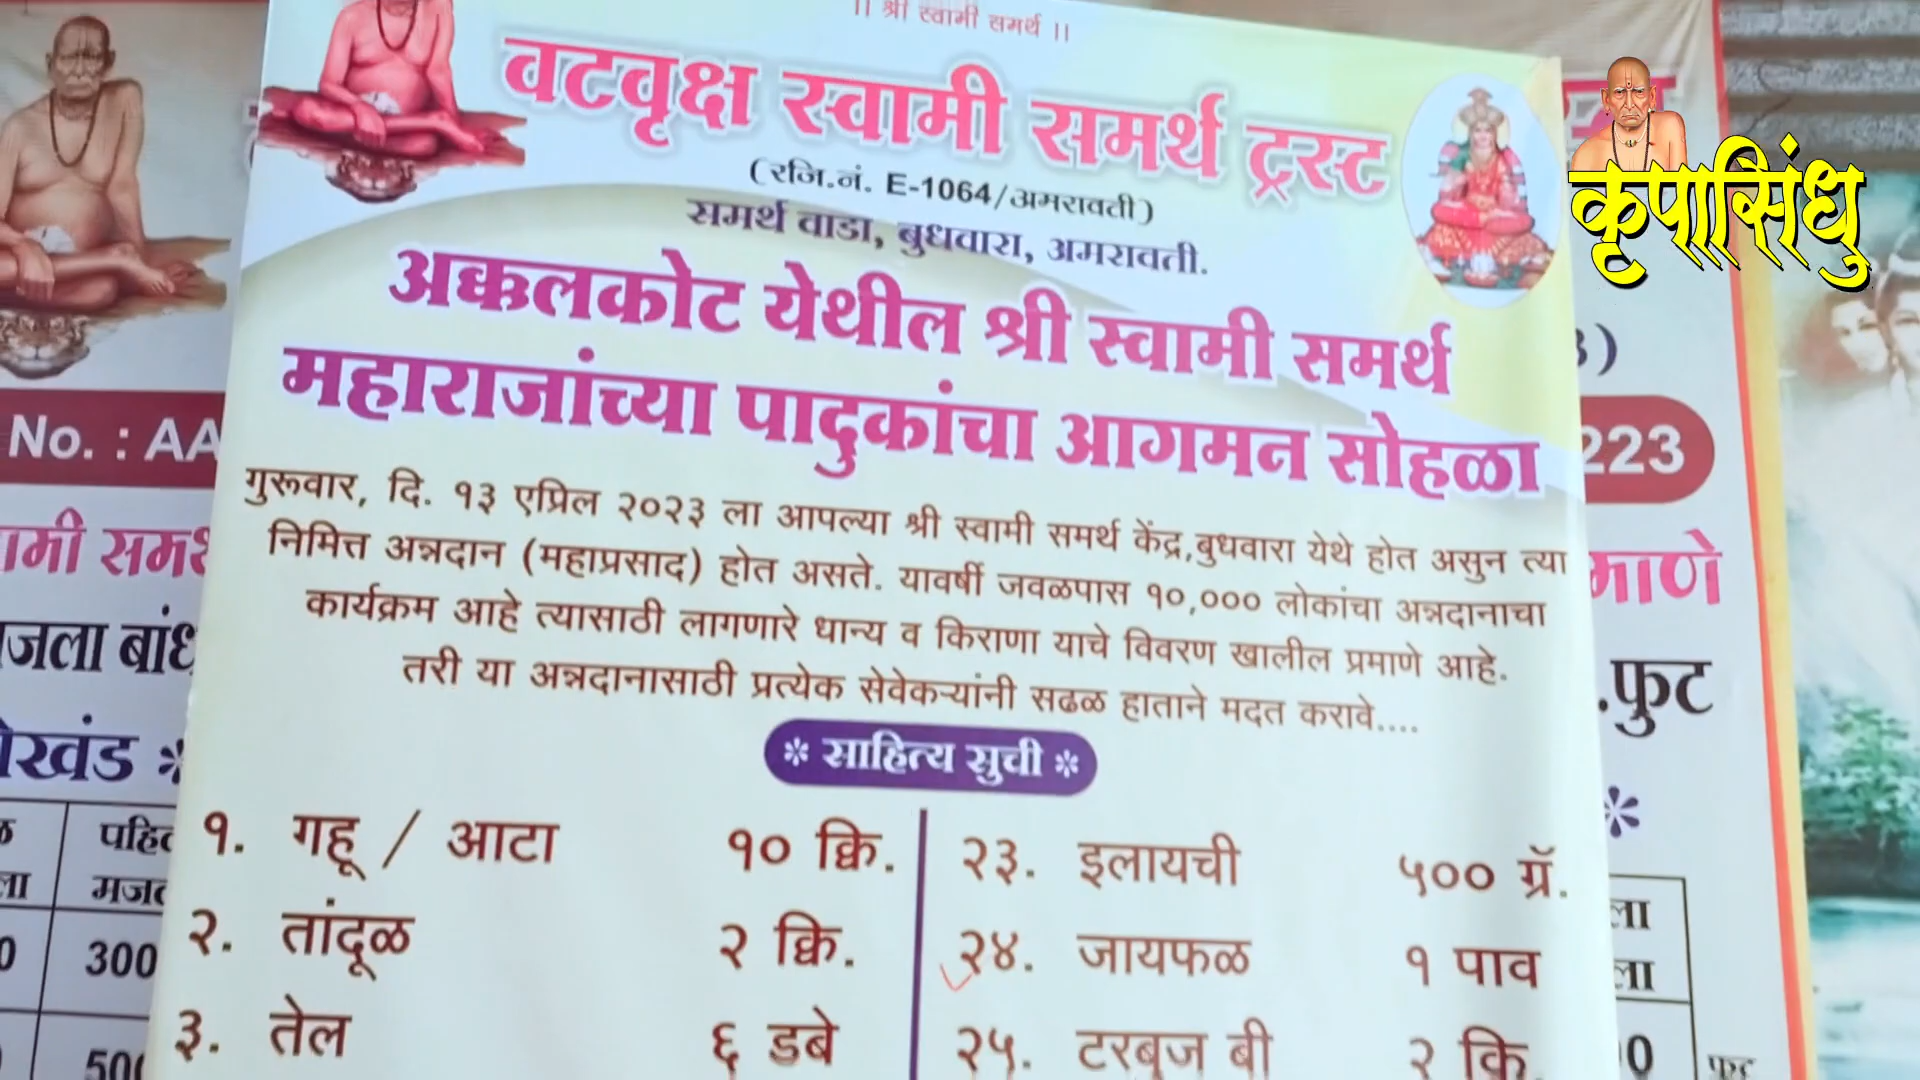 ।। श्री स्वामी समर्थ ।।
वटवृक्ष स्वामी समर्थ ट्रस्ट
(रजि.नं. E-1064/अमरावती)
समर्थ वाडा, बुधवारा, अमरावती.
अक्कलकोट येथील श्री स्वामी समर्थ
महाराजांच्या पादुकांचा आगमन सोहळा
गुरूवार, दि. १३ एप्रिल २०२३ ला आपल्या श्री स्वामी समर्थ केंद्र,बुधवारा येथे होत असुन त्या
निमित्त अन्नदान (महाप्रसाद) होत असते. यावर्षी जवळपास १०,००० लोकांचा अन्नदानाचा
कार्यक्रम आहे त्यासाठी लागणारे धान्य व किराणा याचे विवरण खालील प्रमाणे आहे.
तरी या अन्नदानासाठी प्रत्येक सेवेकऱ्यांनी सढळ हाताने मदत करावे....
* साहित्य सुची *
१. गहू / आटा १० क्वि.
२. तांदूळ २ क्वि.
३. तेल ६ डबे
२३. इलायची ५०० ग्रॅ.
२४. जायफळ १ पाव
२५. टरबुज बी २ कि.
कृपासिंधु
No. : AA
223
समर्थ
.फुट
*
300